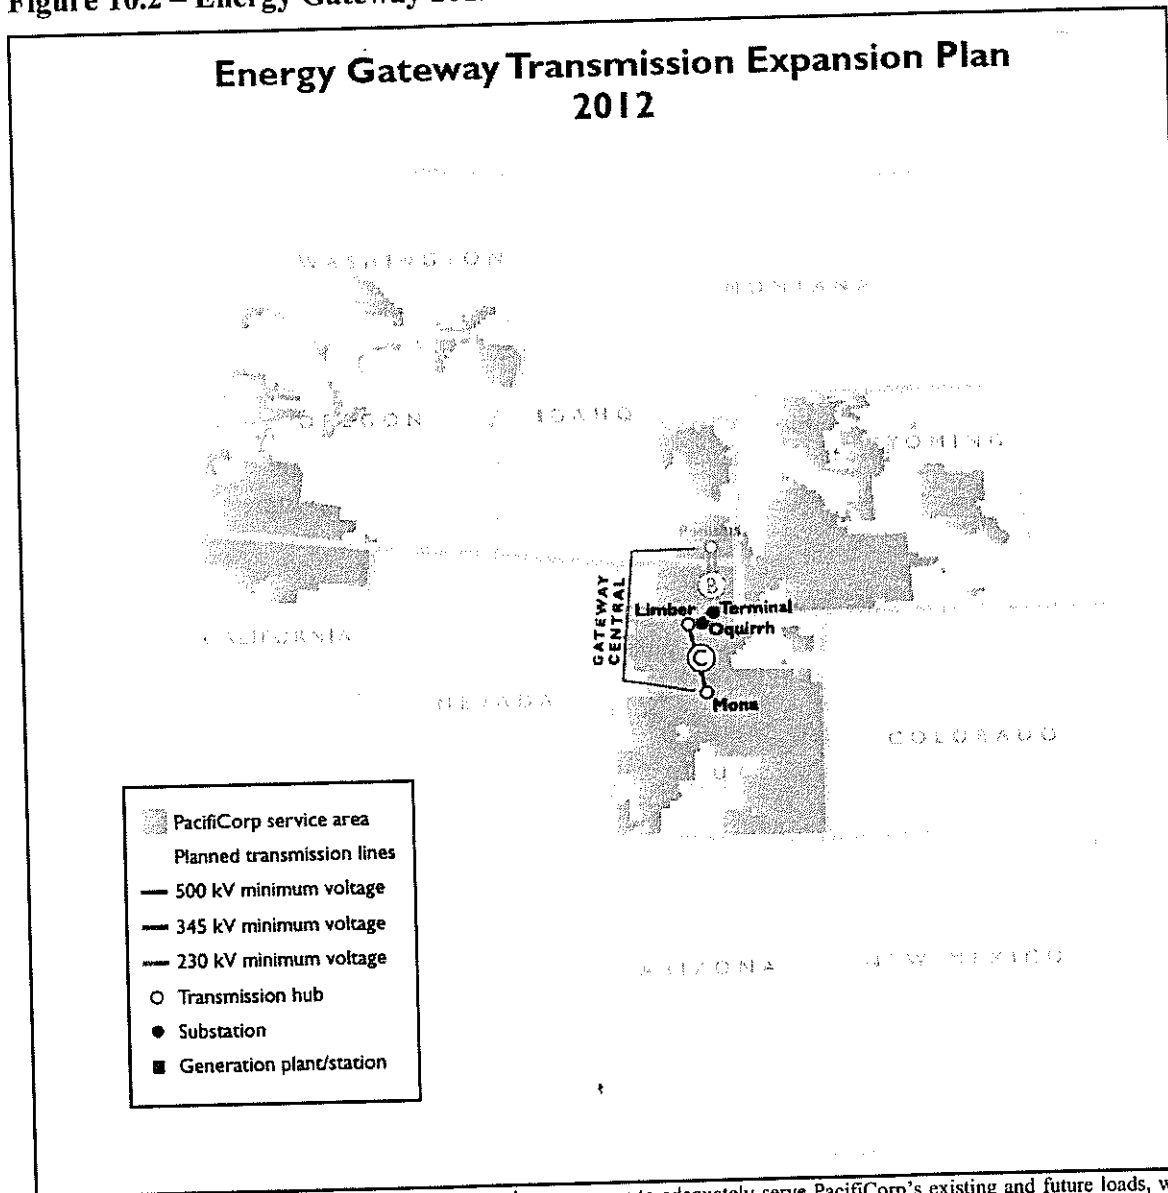 Figure 10.2 – Energy Gateway
Energy Gateway Transmission Expansion Plan
2012
WASHINGTON
MONTANA
OREGON
IDAHO
WYOMING
Populus
B
GATEWAY
CENTRAL
Limber
Terminal
Oquirrh
CALIFORNIA
C
NEVADA
Mona
COLORADO
PacifiCorp service area
Planned transmission lines
500 kV minimum voltage
345 kV minimum voltage
230 kV minimum voltage
Transmission hub
Substation
Generation plant/station
ARIZONA
NEW MEXICO
adequately serve PacifiCorp's existing and future loads,